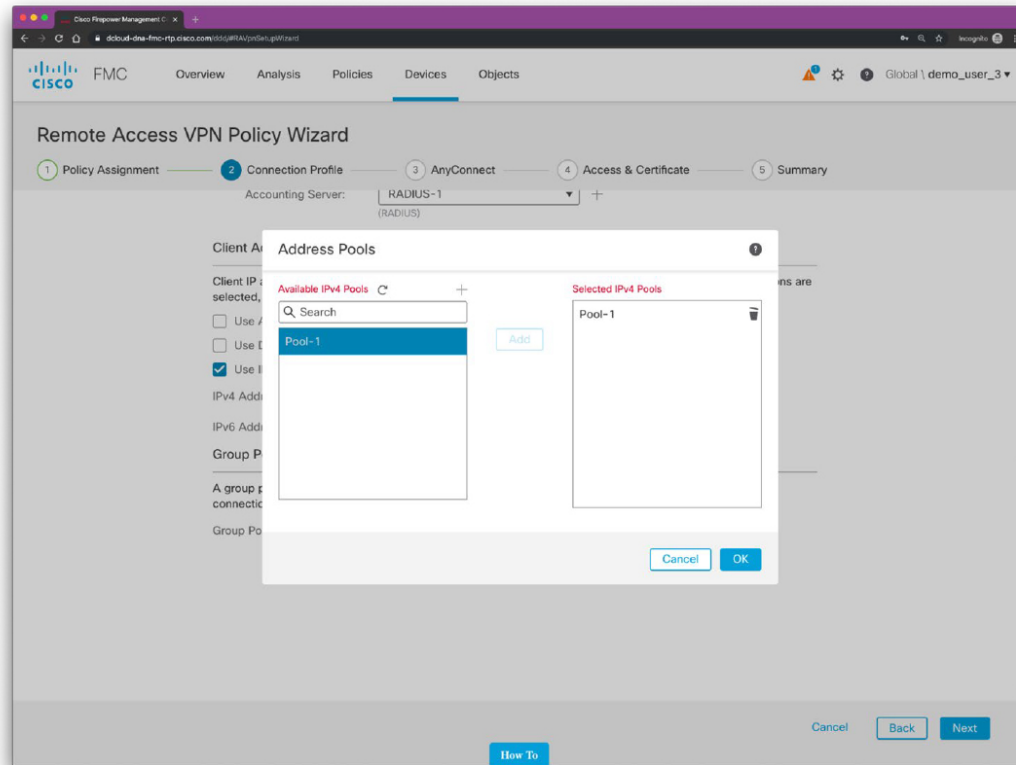 Cisco Firepower Management C
dcloud-dna-fmc-rtp.cisco.com/ddd/#RAVpnSetupWizard
Incognito
CISCO FMC Overview Analysis Policies Devices Objects Global \ demo_user_3
Remote Access VPN Policy Wizard
1 Policy Assignment 2 Connection Profile 3 AnyConnect 4 Access & Certificate 5 Summary
Accounting Server: RADIUS-1
(RADIUS)
Client A
Client IP
selected,
ns are
Use
Use
Use
IPv4 Addr
IPv6 Addr
Group P
A group
connectio
Group Po
Address Pools
Available IPv4 Pools
Search
Pool-1
Add
Selected IPv4 Pools
Pool-1
Cancel OK
Cancel Back Next
How To